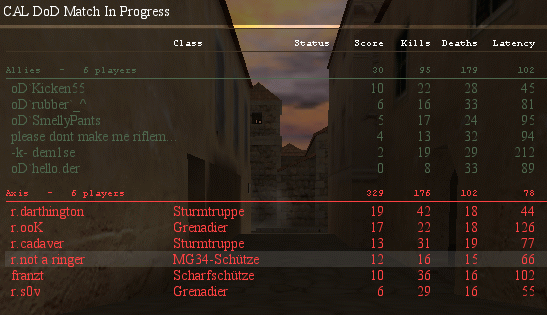 CAL DoD Match In Progress
Class Status Score Kills Deaths Latency
Allies - 6 players 30 95 179 102
oD`Kicken55 10 22 28 45
oD`rubber`_^ 6 16 33 81
oD`SmellyPants 5 17 24 95
please dont make me riflem... 4 13 32 94
-k- dem1se 2 19 29 212
oD`hello.der 0 8 33 89
Axis - 6 players 329 176 102 78
r.darthington Sturmtruppe 19 42 18 44
r.ooK Grenadier 17 22 18 126
r.cadaver Sturmtruppe 13 31 19 77
r.not a ringer MG34-Schütze 12 16 15 66
franzt Scharfschütze 10 36 16 102
r.s0v Grenadier 6 29 16 55